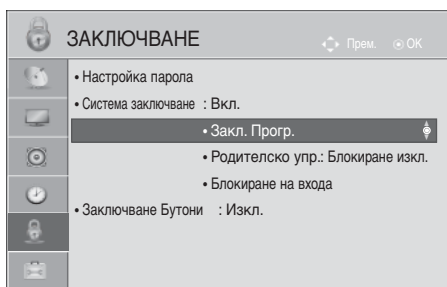 ЗАКЛЮЧВАНЕ Прем. OK
• Настройка парола
• Система заключване : Вкл.
• Закл. Прогр.
• Родителско упр.: Блокиране изкл.
• Блокиране на входа
• Заключване Бутони : Изкл.